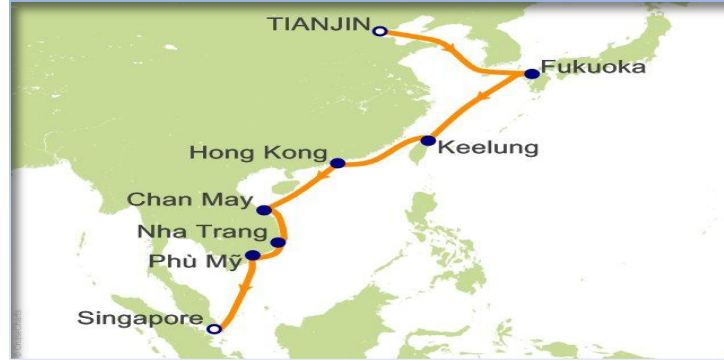 TIANJIN
Fukuoka
Keelung
Hong Kong
Chan May
Nha Trang
Phù Mỹ
Singapore